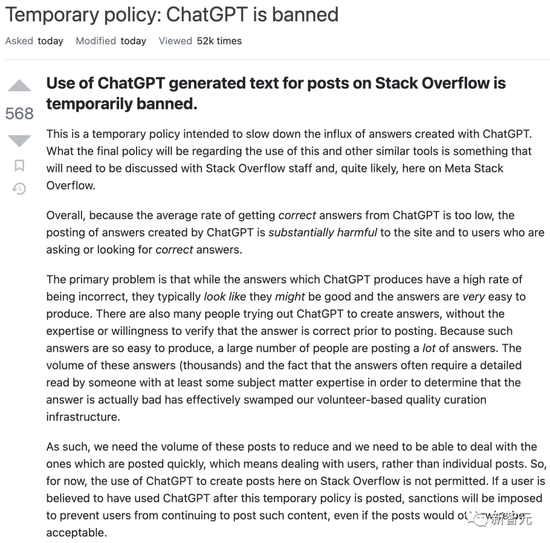 Temporary policy: ChatGPT is banned
Asked today Modified today Viewed 52k times
568
Use of ChatGPT generated text for posts on Stack Overflow is
temporarily banned.
This is a temporary policy intended to slow down the influx of answers created with ChatGPT.
What the final policy will be regarding the use of this and other similar tools is something that
will need to be discussed with Stack Overflow staff and, quite likely, here on Meta Stack
Overflow.
Overall, because the average rate of getting correct answers from ChatGPT is too low, the
posting of answers created by ChatGPT is substantially harmful to the site and to users who are
asking or looking for correct answers.
The primary problem is that while the answers which ChatGPT produces have a high rate of
being incorrect, they typically look like they might be good and the answers are very easy to
produce. There are also many people trying out ChatGPT to create answers, without the
expertise or willingness to verify that the answer is correct prior to posting. Because such
answers are so easy to produce, a large number of people are posting a lot of answers. The
volume of these answers (thousands) and the fact that the answers often require a detailed
read by someone with at least some subject matter expertise in order to determine that the
answer is actually bad has effectively swamped our volunteer-based quality curation
infrastructure.
As such, we need the volume of these posts to reduce and we need to be able to deal with the
ones which are posted quickly, which means dealing with users, rather than individual posts. So,
for now, the use of ChatGPT to create posts here on Stack Overflow is not permitted. If a user is
believed to have used ChatGPT after this temporary policy is posted, sanctions will be imposed
to prevent users from continuing to post such content, even if the posts would be
acceptable.
新智元